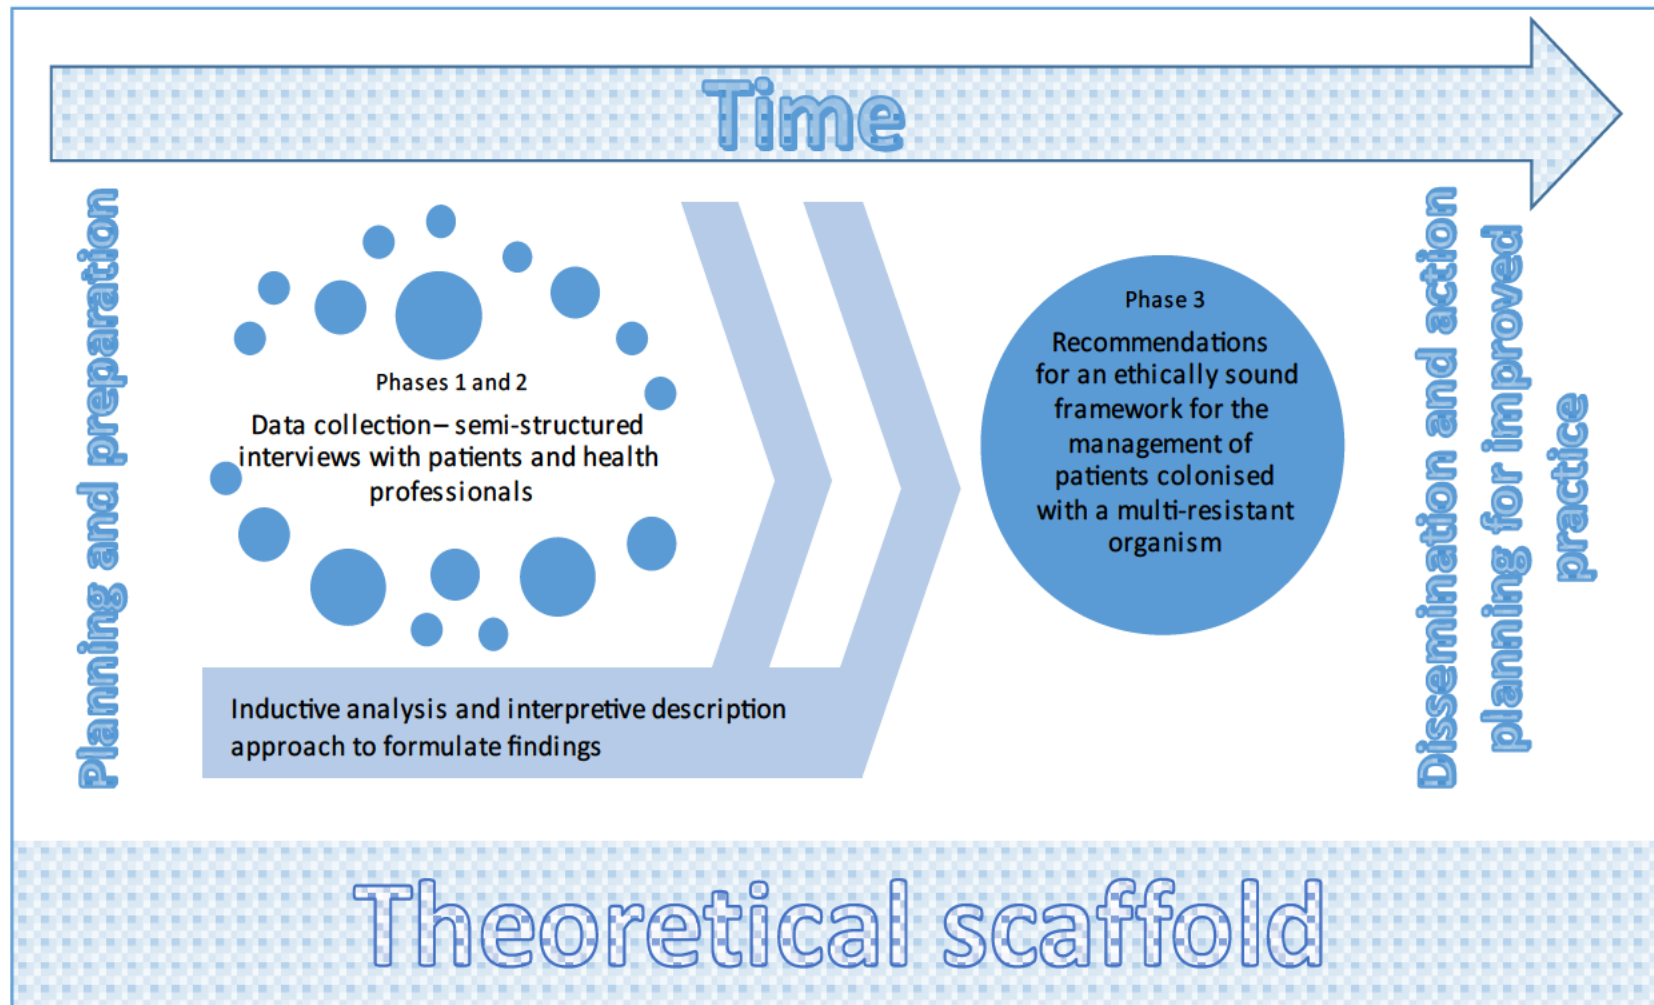 Time
Planning and preparation
Phases 1 and 2
Data collection– semi-structured
interviews with patients and health
professionals
Inductive analysis and interpretive description
approach to formulate findings
Phase 3
Recommendations
for an ethically sound
framework for the
management of
patients colonised
with a multi-resistant
organism
Dissemination and action
planning for improved
practice
Theoretical scaffold